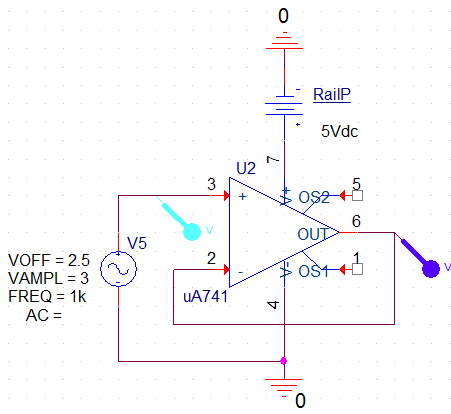 0
-
RailP
+
5Vdc
7
U2
3
+
V+
OS2
5
V
6
OUT
V5
VOFF = 2.5
VAMPL = 3
FREQ = 1k
AC =
2
-
V-
OS1
1
V
uA741
4
0